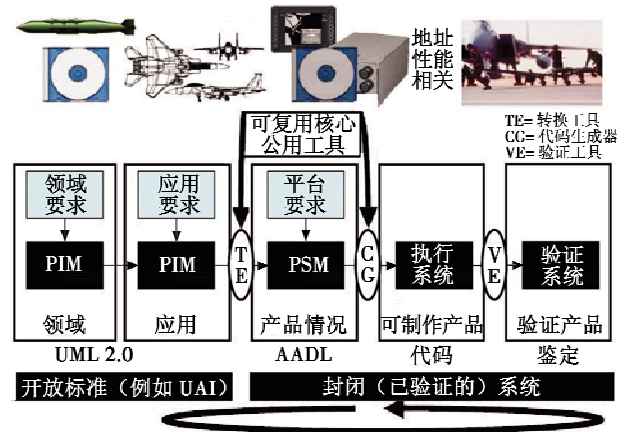 地址
性能
相关
TE=转换工具
CG=代码生成器
VE=验证工具
可复用核心
公用工具
领域
要求
应用
要求
平台
要求
PIM
PIM
TE
PSM
CG
执行
系统
VE
验证
系统
领域
应用
产品情况
可制作产品
验证产品
UML 2.0
AADL
代码
鉴定
开放标准（例如 UAI）
封闭（已验证的）系统